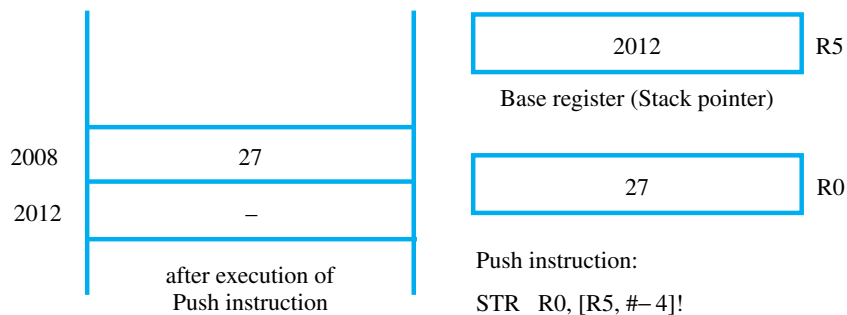 2012 R5
Base register (Stack pointer)
2008 27
27 R0
2012 –
after execution of
Push instruction
Push instruction:
STR R0, [R5, #– 4]!